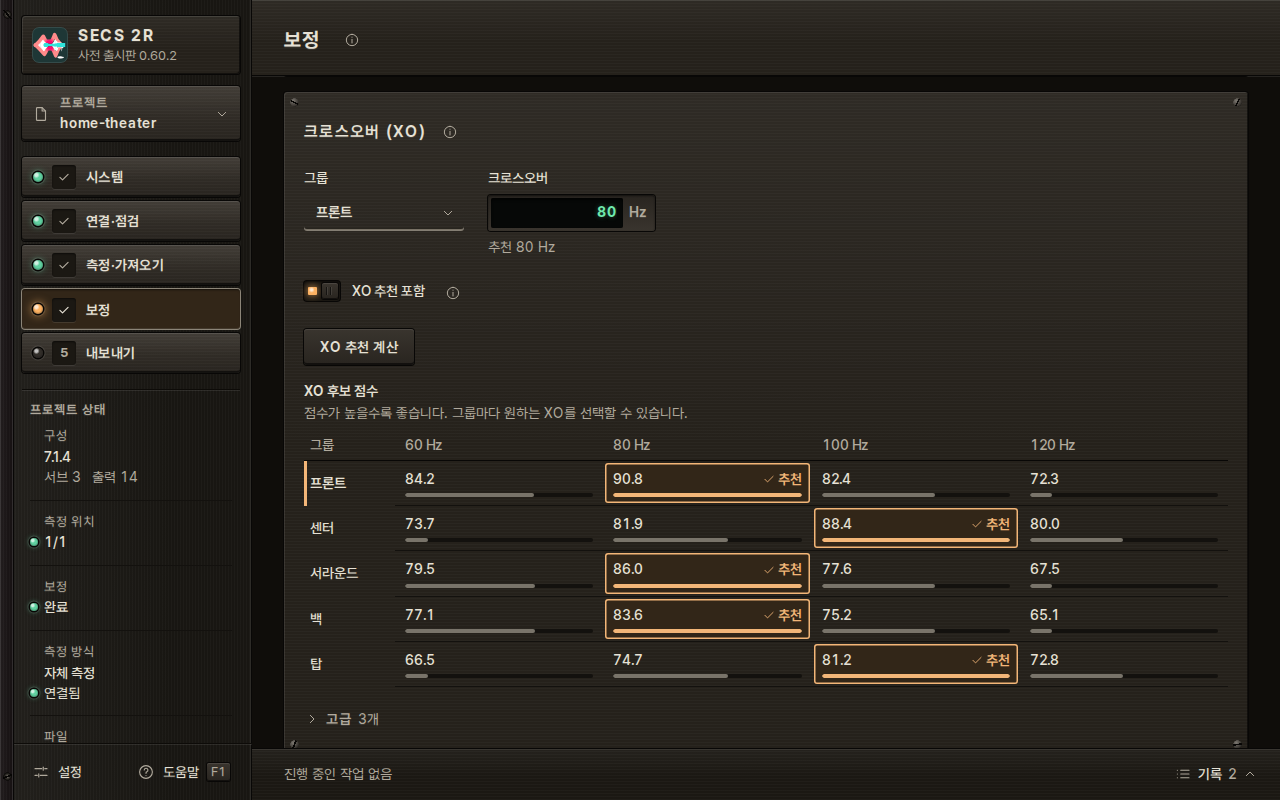 SECS 2R
사전 출시판 0.60.2
프로젝트
home-theater
시스템
연결·점검
측정·가져오기
보정
5 내보내기
프로젝트 상태
구성
7.1.4
서브 3 출력 14
측정 위치
1/1
보정
완료
측정 방식
자체 측정
연결됨
파일
설정 도움말 F1
보정
크로스오버 (XO)
그룹 크로스오버
프론트 80 Hz
추천 80 Hz
XO 추천 포함
XO 추천 계산
XO 후보 점수
점수가 높을수록 좋습니다. 그룹마다 원하는 XO를 선택할 수 있습니다.
그룹 60 Hz 80 Hz 100 Hz 120 Hz
프론트 84.2 90.8 추천 82.4 72.3
센터 73.7 81.9 88.4 추천 80.0
서라운드 79.5 86.0 추천 77.6 67.5
백 77.1 83.6 추천 75.2 65.1
탑 66.5 74.7 81.2 추천 72.8
고급 3개
진행 중인 작업 없음 기록 2